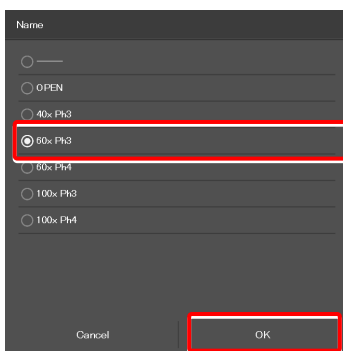 Name
———
OPEN
40x Ph3
60x Ph3
60x Ph4
100x Ph3
100x Ph4
Cancel
OK